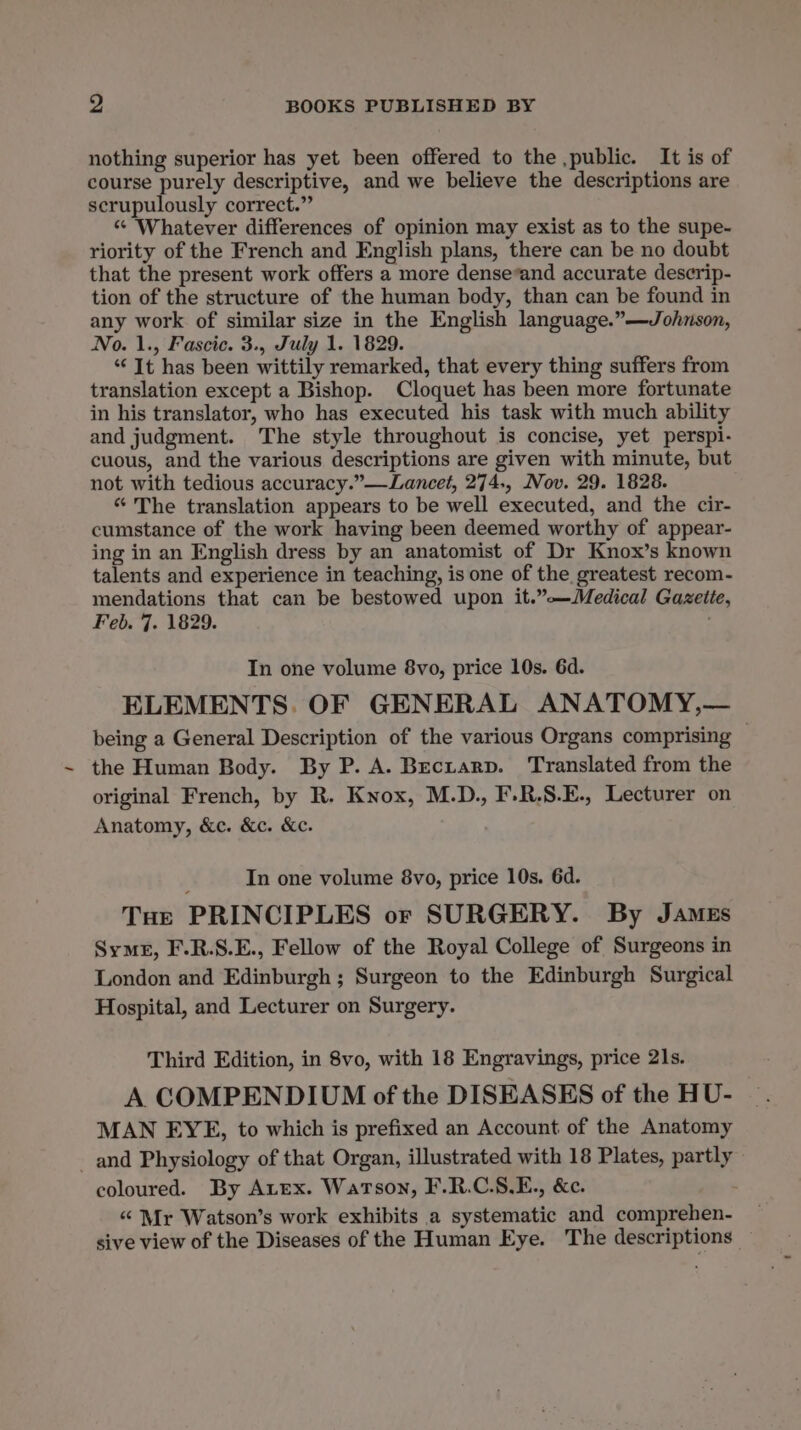 2 BOOKS PUBLISHED BY
nothing superior has yet been offered to the public. It is of
course purely descriptive, and we believe the descriptions are
scrupulously correct.”
“Whatever differences of opinion may exist as to the supe-
riority of the French and English plans, there can be no doubt
that the present work offers a more dense and accurate descrip-
tion of the structure of the human body, than can be found in
any work of similar size in the English language.”—Johnson,
No. 1., Fascic. 3., July 1. 1829.
“It has been wittily remarked, that every thing suffers from
translation except a Bishop. Cloquet has been more fortunate
in his translator, who has executed his task with much ability
and judgment. The style throughout is concise, yet perspi-
cuous, and the various descriptions are given with minute, but
not with tedious accuracy.”—Lancet, 274., Nov. 29. 1828.
“The translation appears to be well executed, and the cir-
cumstance of the work having been deemed worthy of appear-
ing in an English dress by an anatomist of Dr Knox’s known
talents and experience in teaching, is one of the greatest recom-
mendations that can be bestowed upon it.”—Medical Gazette,
Feb. 7. 1829.
In one volume 8vo, price 10s. 6d.
ELEMENTS OF GENERAL ANATOMY,—
being a General Description of the various Organs comprising
the Human Body. By P. A. BECLARD. Translated from the
original French, by R. KNOX, M.D., F.R.S.E., Lecturer on
Anatomy, &c. &c. &c.
In one volume 8vo, price 10s. 6d.
THE PRINCIPLES OF SURGERY. By JAMES
SYME, F.R.S.E., Fellow of the Royal College of Surgeons in
London and Edinburgh; Surgeon to the Edinburgh Surgical
Hospital, and Lecturer on Surgery.
Third Edition, in 8vo, with 18 Engravings, price 21s.
A COMPENDIUM of the DISEASES of the HU-
MAN EYE, to which is prefixed an Account of the Anatomy
and Physiology of that Organ, illustrated with 18 Plates, partly
coloured. By ALEX. WATSON, F.R.C.S.E., &c.
“Mr Watson’s work exhibits a systematic and comprehen-
sive view of the Diseases of the Human Eye. The descriptions